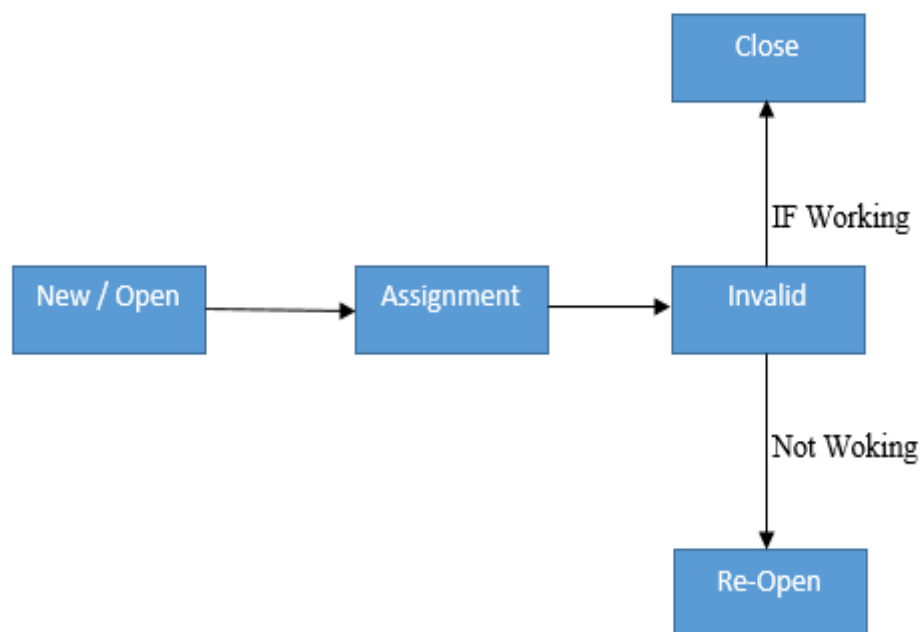 Close
IF Working
New / Open
Assignment
Invalid
Not Woking
Re-Open